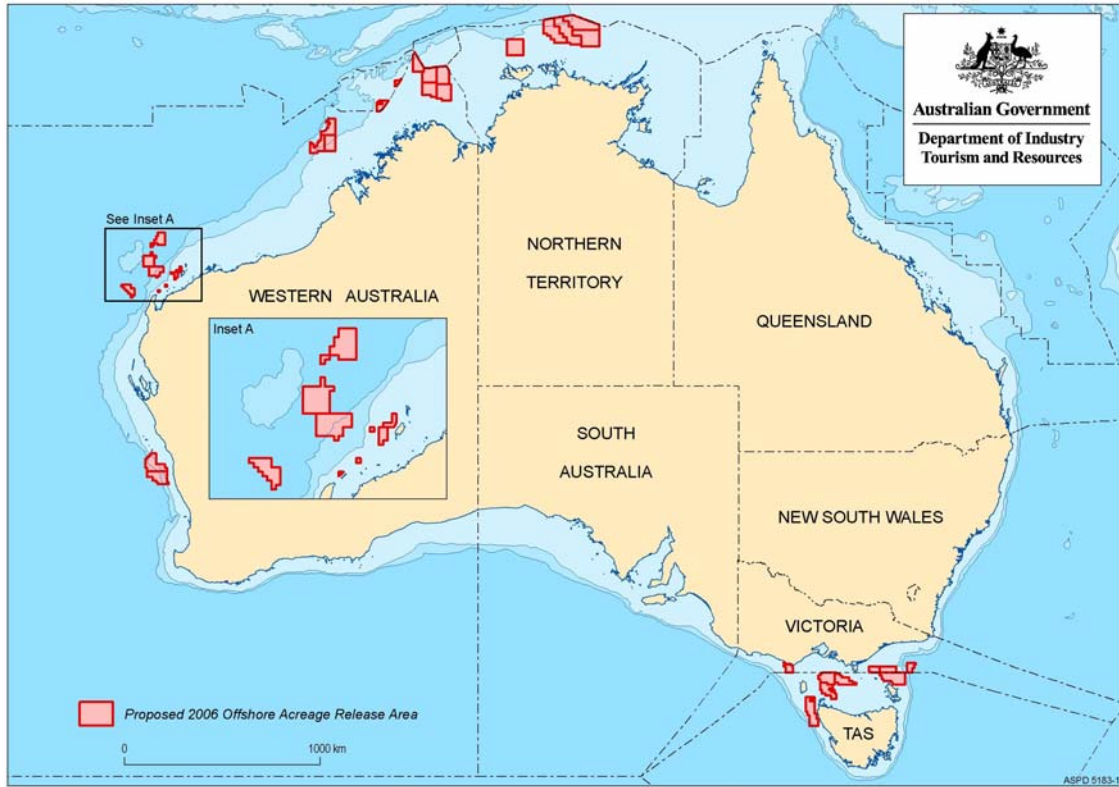 Australian Government
Department of Industry
Tourism and Resources
See Inset A
NORTHERN
TERRITORY
WESTERN AUSTRALIA
QUEENSLAND
Inset A
SOUTH
AUSTRALIA
NEW SOUTH WALES
VICTORIA
TAS
Proposed 2006 Offshore Acreage Release Area
0
1000 km
ASPD 5183-1